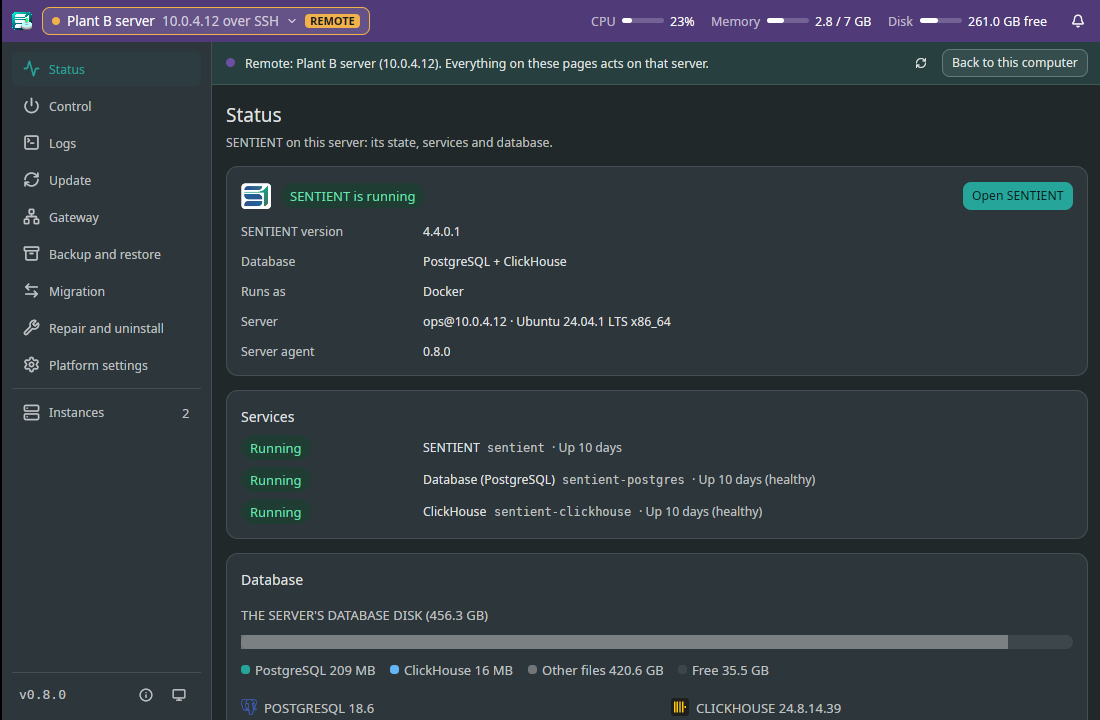 Plant B server 10.0.4.12 over SSH REMOTE
CPU 23% Memory 2.8 / 7 GB Disk 261.0 GB free
Status
Control
Logs
Update
Gateway
Backup and restore
Migration
Repair and uninstall
Platform settings
Instances 2
v0.8.0
Remote: Plant B server (10.0.4.12). Everything on these pages acts on that server.
Back to this computer
Status
SENTIENT on this server: its state, services and database.
SENTIENT is running
Open SENTIENT
SENTIENT version 4.4.0.1
Database PostgreSQL + ClickHouse
Runs as Docker
Server ops@10.0.4.12 · Ubuntu 24.04.1 LTS x86_64
Server agent 0.8.0
Services
Running SENTIENT sentient · Up 10 days
Running Database (PostgreSQL) sentient-postgres · Up 10 days (healthy)
Running ClickHouse sentient-clickhouse · Up 10 days (healthy)
Database
THE SERVER'S DATABASE DISK (456.3 GB)
PostgreSQL 209 MB ClickHouse 16 MB Other files 420.6 GB Free 35.5 GB
POSTGRESQL 18.6 CLICKHOUSE 24.8.14.39